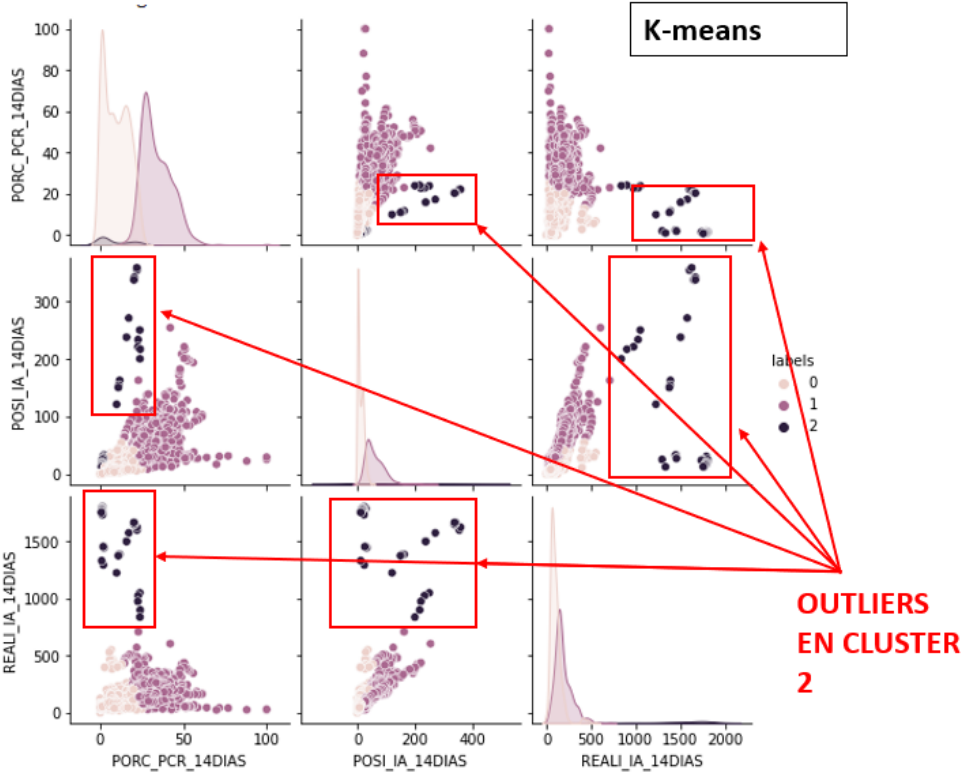 K-means
PORC_PCR_14DIAS
100
80
60
40
20
0
POSI_IA_14DIAS
300
200
100
0
labels
0
1
2
REALI_IA_14DIAS
1500
1000
500
0
OUTLIERS
EN CLUSTER
2
0 50 100
0 200 400
0 500 1000 1500 2000
PORC_PCR_14DIAS
POSI_IA_14DIAS
REALI_IA_14DIAS